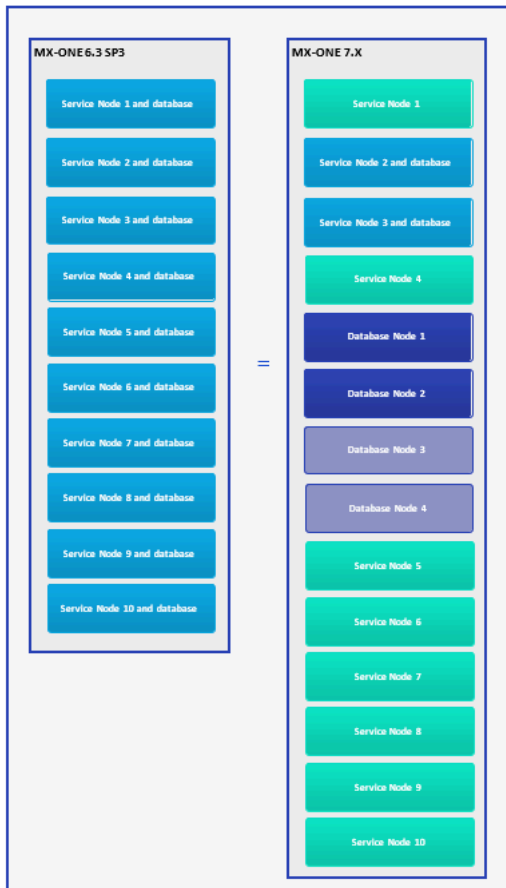 MX-ONE 6.3 SP3
Service Node 1 and database
Service Node 2 and database
Service Node 3 and database
Service Node 4 and database
Service Node 5 and database
Service Node 6 and database
Service Node 7 and database
Service Node 8 and database
Service Node 9 and database
Service Node 10 and database
=
MX-ONE 7.X
Service Node 1
Service Node 2 and database
Service Node 3 and database
Service Node 4
Database Node 1
Database Node 2
Database Node 3
Database Node 4
Service Node 5
Service Node 6
Service Node 7
Service Node 8
Service Node 9
Service Node 10